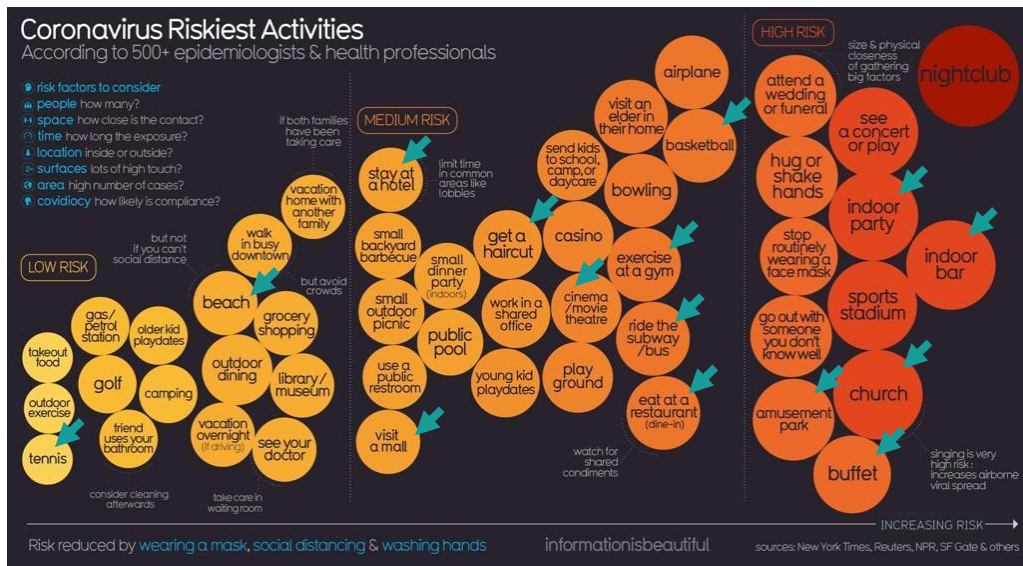 Coronavirus Riskiest Activities
According to 500+ epidemiologists & health professionals
risk factors to consider
people how many?
space how close is the contact?
time how long the exposure?
location inside or outside?
surfaces lots of high touch?
area high number of cases?
covidiocy how likely is compliance?
LOW RISK
takeout
food
outdoor
exercise
tennis
gas/
petrol
station
golf
friend
uses your
bathroom
consider cleaning
afterwards
older kid
playdates
camping
but not
if you can't
social distance
beach
outdoor
dining
vacation
overnight
(if driving)
walk
in busy
downtown
but avoid
crowds
grocery
shopping
library/
museum
see your
doctor
take care in
waiting room
if both families
have been
taking care
vacation
home with
another
family
MEDIUM RISK
stay at
a hotel
limit time
in common
areas like
lobbies
small
backyard
barbecue
small
outdoor
picnic
use a
public
restroom
visit
a mall
small
dinner
party
(indoors)
public
pool
get a
haircut
work in a
shared
office
young kid
playdates
send kids
to school,
camp, or
daycare
casino
cinema
/movie
theatre
play
ground
visit an
elder in
their home
bowling
exercise
at a gym
ride the
subway
/bus
eat at a
restaurant
(dine-in)
watch for
shared
condiments
airplane
basketball
HIGH RISK
size & physical
closeness
of gathering
big factors
attend a
wedding
or funeral
hug or
shake
hands
stop
routinely
wearing a
face mask
go out with
someone
you don't
know well
amusement
park
buffet
see
a concert
or play
indoor
party
sports
stadium
church
singing is very
high risk :
increases airborne
viral spread
nightclub
indoor
bar
INCREASING RISK
Risk reduced by wearing a mask, social distancing & washing hands
informationisbeautiful
sources: New York Times, Reuters, NPR, SF Gate & others